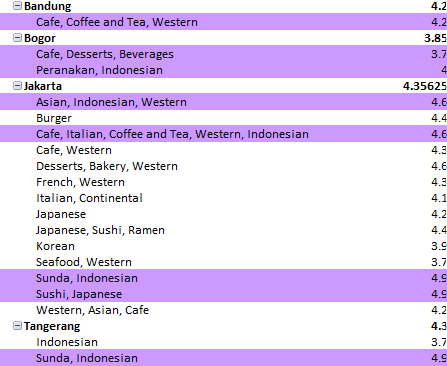 Bandung 4.2
Cafe, Coffee and Tea, Western 4.2
Bogor 3.85
Cafe, Desserts, Beverages 3.7
Peranakan, Indonesian 4
Jakarta 4.35625
Asian, Indonesian, Western 4.6
Burger 4.4
Cafe, Italian, Coffee and Tea, Western, Indonesian 4.6
Cafe, Western 4.3
Desserts, Bakery, Western 4.6
French, Western 4.3
Italian, Continental 4.1
Japanese 4.2
Japanese, Sushi, Ramen 4.4
Korean 3.9
Seafood, Western 3.7
Sunda, Indonesian 4.9
Sushi, Japanese 4.9
Western, Asian, Cafe 4.2
Tangerang 4.3
Indonesian 3.7
Sunda, Indonesian 4.9